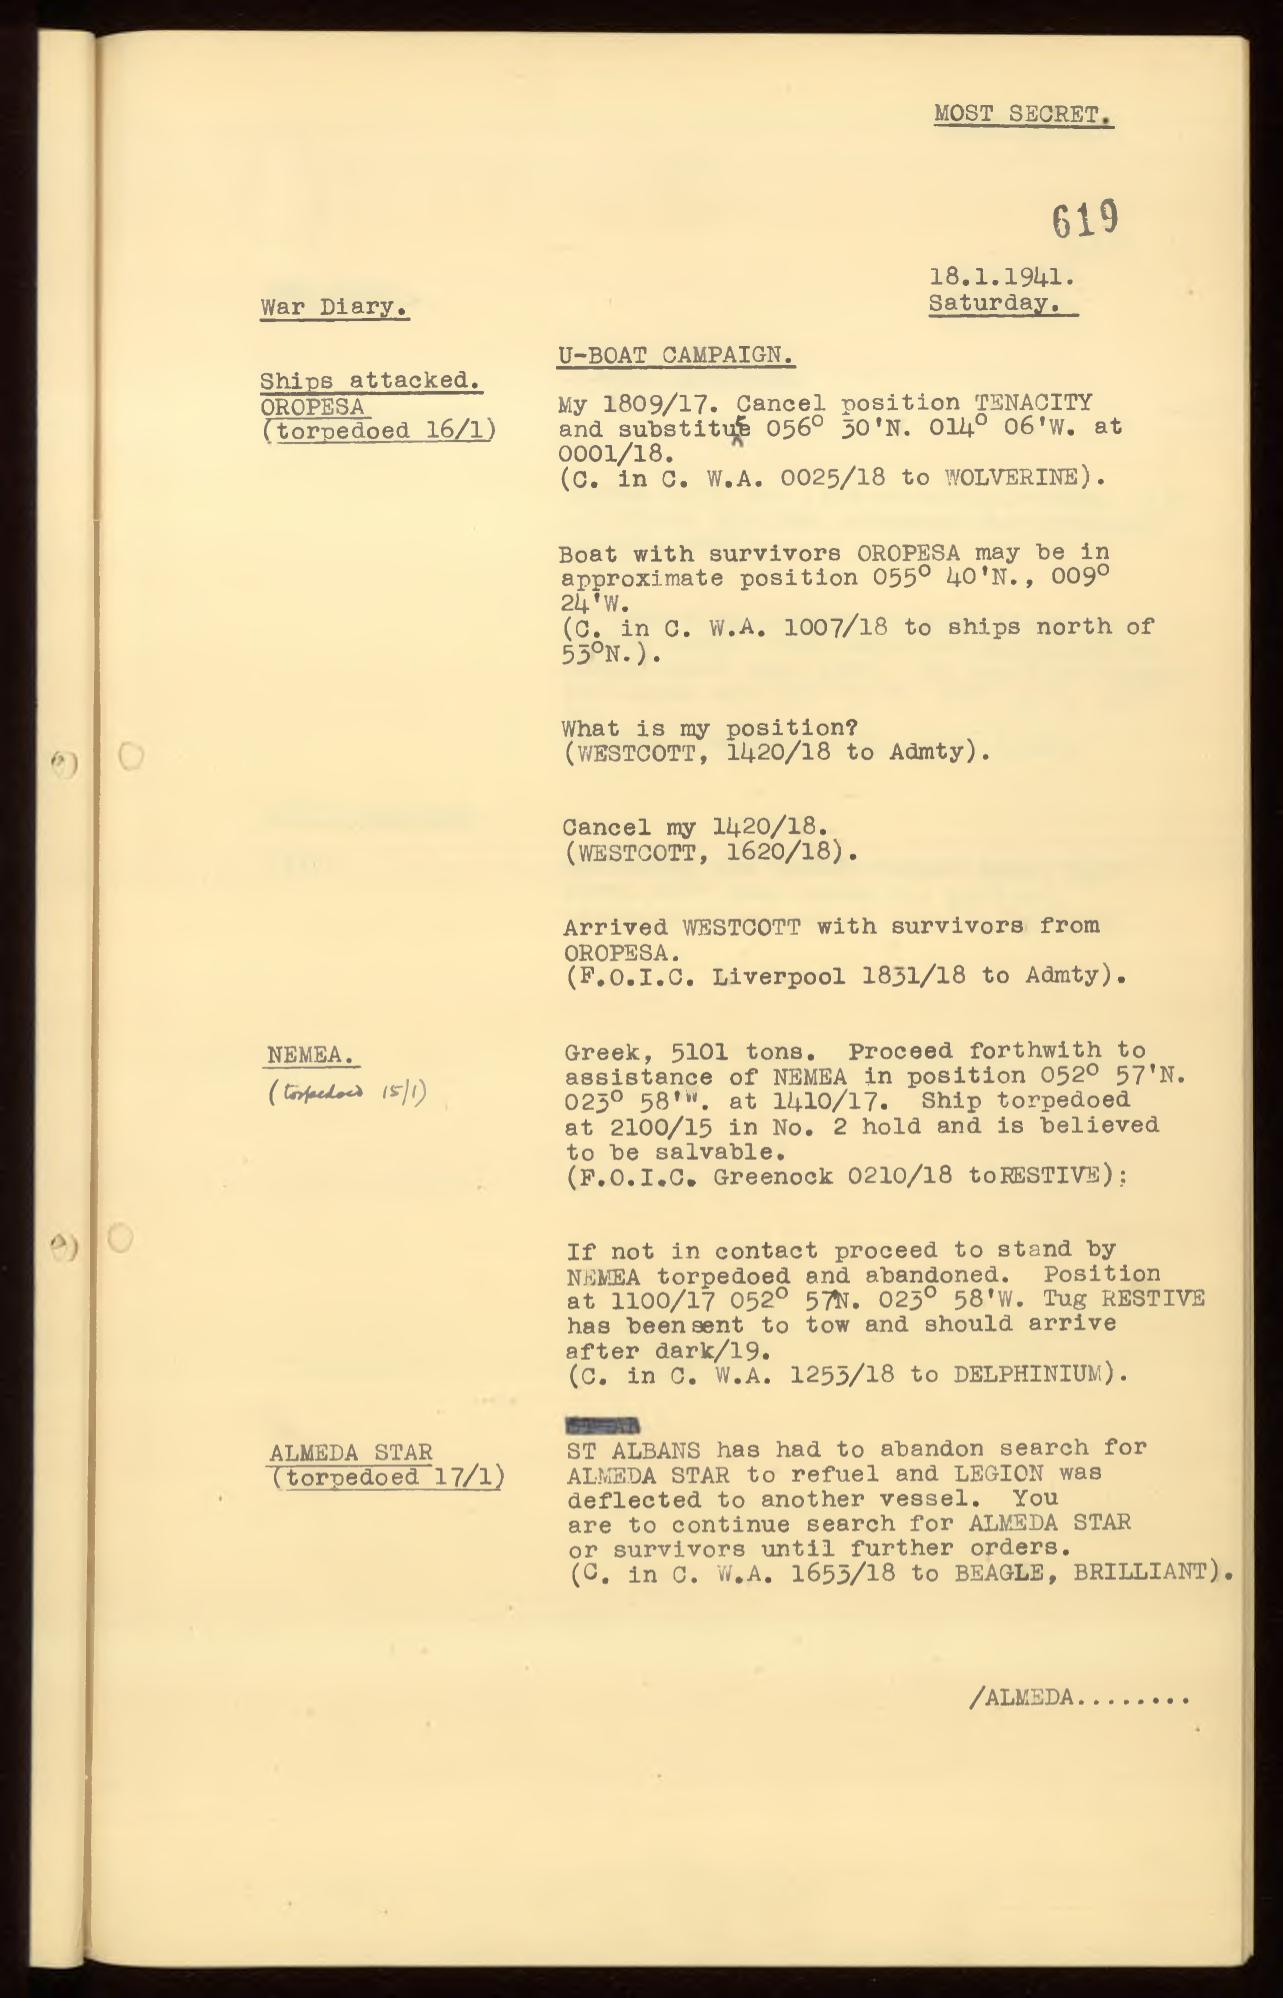 MOST SECRET.
619
18.1.1941.
Saturday.
War Diary.
U-BOAT CAMPAIGN.
Ships attacked.
OROPESA
(torpedoed 16/1)
My 1809/17. Cancel position TENACITY
and substitute 056° 30'N. 014° 06'W. at
0001/18.
(C. in C. W.A. 0025/18 to WOLVERINE).
Boat with survivors OROPESA may be in
approximate position 055° 40'N., 009°
24'W.
(C. in C. W.A. 1007/18 to ships north of
53°N.).
What is my position?
(WESTCOTT, 1420/18 to Admty).
Cancel my 1420/18.
(WESTCOTT, 1620/18).
Arrived WESTCOTT with survivors from
OROPESA.
(F.O.I.C. Liverpool 1831/18 to Admty).
NEMEA.
(torpedoed 15/1)
Greek, 5101 tons. Proceed forthwith to
assistance of NEMEA in position 052° 57'N.
023° 58'W. at 1410/17. Ship torpedoed
at 2100/15 in No. 2 hold and is believed
to be salvable.
(F.O.I.C. Greenock 0210/18 toRESTIVE);
If not in contact proceed to stand by
NEMEA torpedoed and abandoned. Position
at 1100/17 052° 57'N. 023° 58'W. Tug RESTIVE
has been sent to tow and should arrive
after dark/19.
(C. in C. W.A. 1253/18 to DELPHINIUM).
ALMEDA STAR
(torpedoed 17/1)
ST ALBANS has had to abandon search for
ALMEDA STAR to refuel and LEGION was
deflected to another vessel. You
are to continue search for ALMEDA STAR
or survivors until further orders.
(C. in C. W.A. 1653/18 to BEAGLE, BRILLIANT).
/ALMEDA........